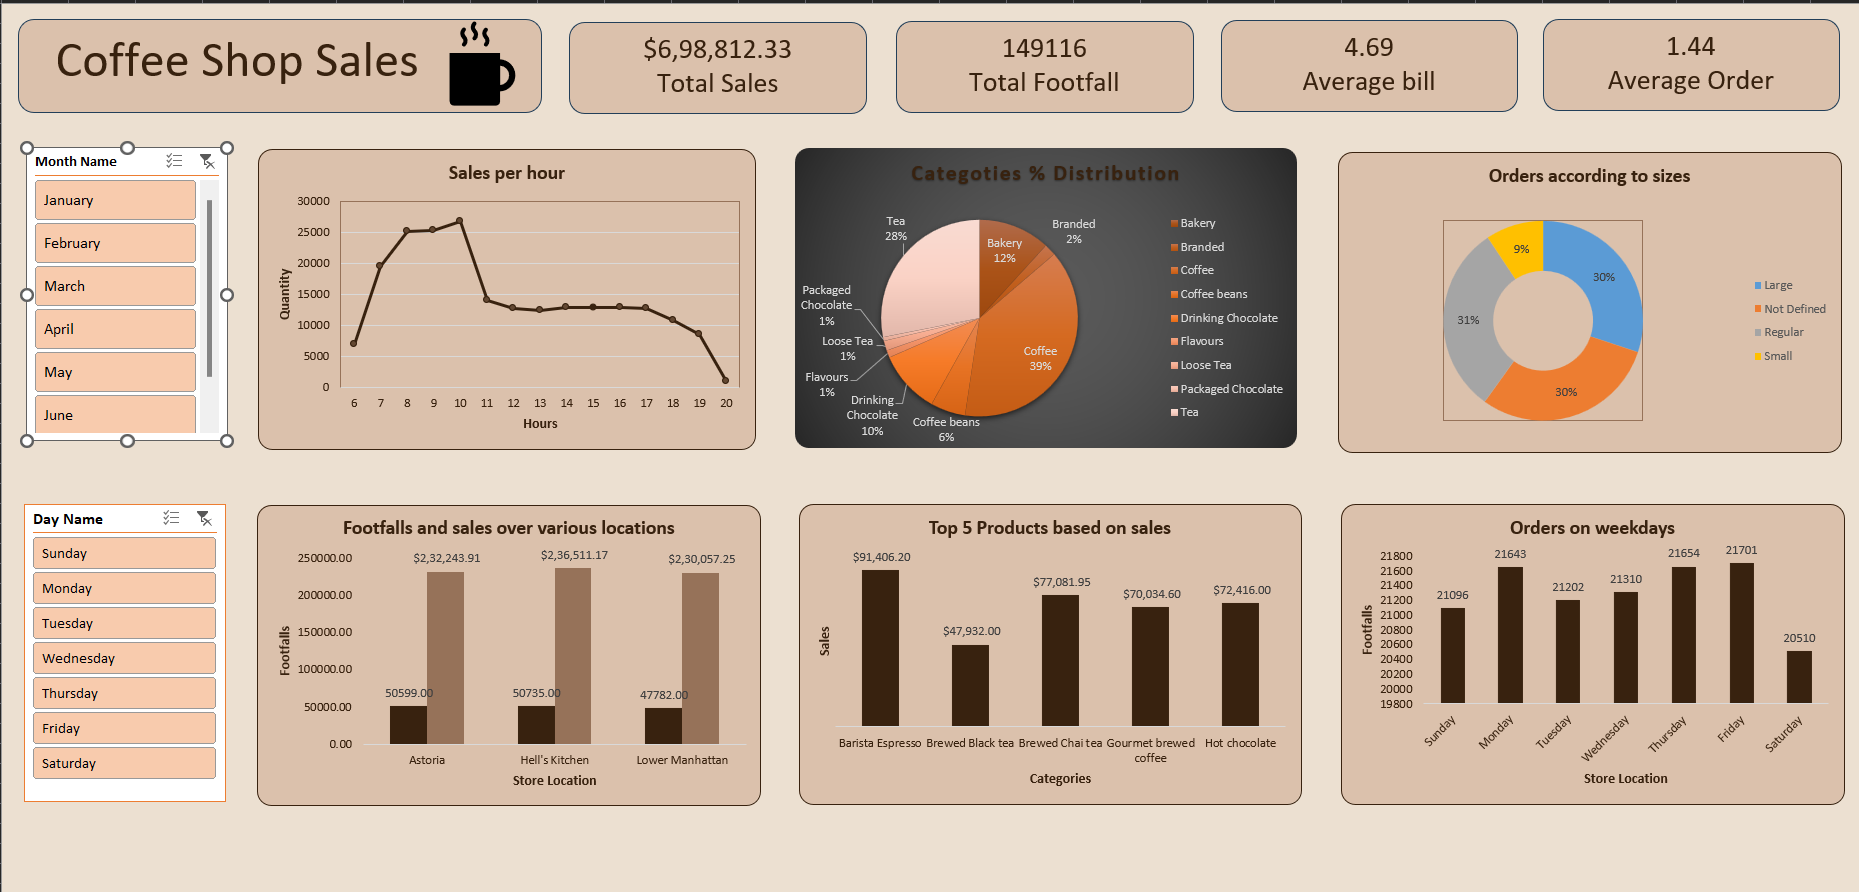 Coffee Shop Sales
$6,98,812.33
Total Sales
149116
Total Footfall
4.69
Average bill
1.44
Average Order
Month Name
January
February
March
April
May
June
Sales per hour
Quantity
30000
25000
20000
15000
10000
5000
0
6 7 8 9 10 11 12 13 14 15 16 17 18 19 20
Hours
Categoties % Distribution
Tea
28%
Bakery
12%
Branded
2%
Packaged
Chocolate
1%
Loose Tea
1%
Flavours
1%
Drinking
Chocolate
10%
Coffee beans
6%
Coffee
39%
Bakery
Branded
Coffee
Coffee beans
Drinking Chocolate
Flavours
Loose Tea
Packaged Chocolate
Tea
Orders according to sizes
9%
30%
31%
30%
Large
Not Defined
Regular
Small
Day Name
Sunday
Monday
Tuesday
Wednesday
Thursday
Friday
Saturday
Footfalls and sales over various locations
Footfalls
250000.00
200000.00
150000.00
100000.00
50000.00
0.00
$2,32,243.91
$2,36,511.17
$2,30,057.25
50599.00
50735.00
47782.00
Astoria
Hell's Kitchen
Lower Manhattan
Store Location
Top 5 Products based on sales
Sales
$91,406.20
$47,932.00
$77,081.95
$70,034.60
$72,416.00
Barista Espresso
Brewed Black tea
Brewed Chai tea
Gourmet brewed
coffee
Hot chocolate
Categories
Orders on weekdays
Footfalls
21800
21600
21400
21200
21000
20800
20600
20400
20200
20000
19800
21096
21643
21202
21310
21654
21701
20510
Sunday
Monday
Tuesday
Wednesday
Thursday
Friday
Saturday
Store Location